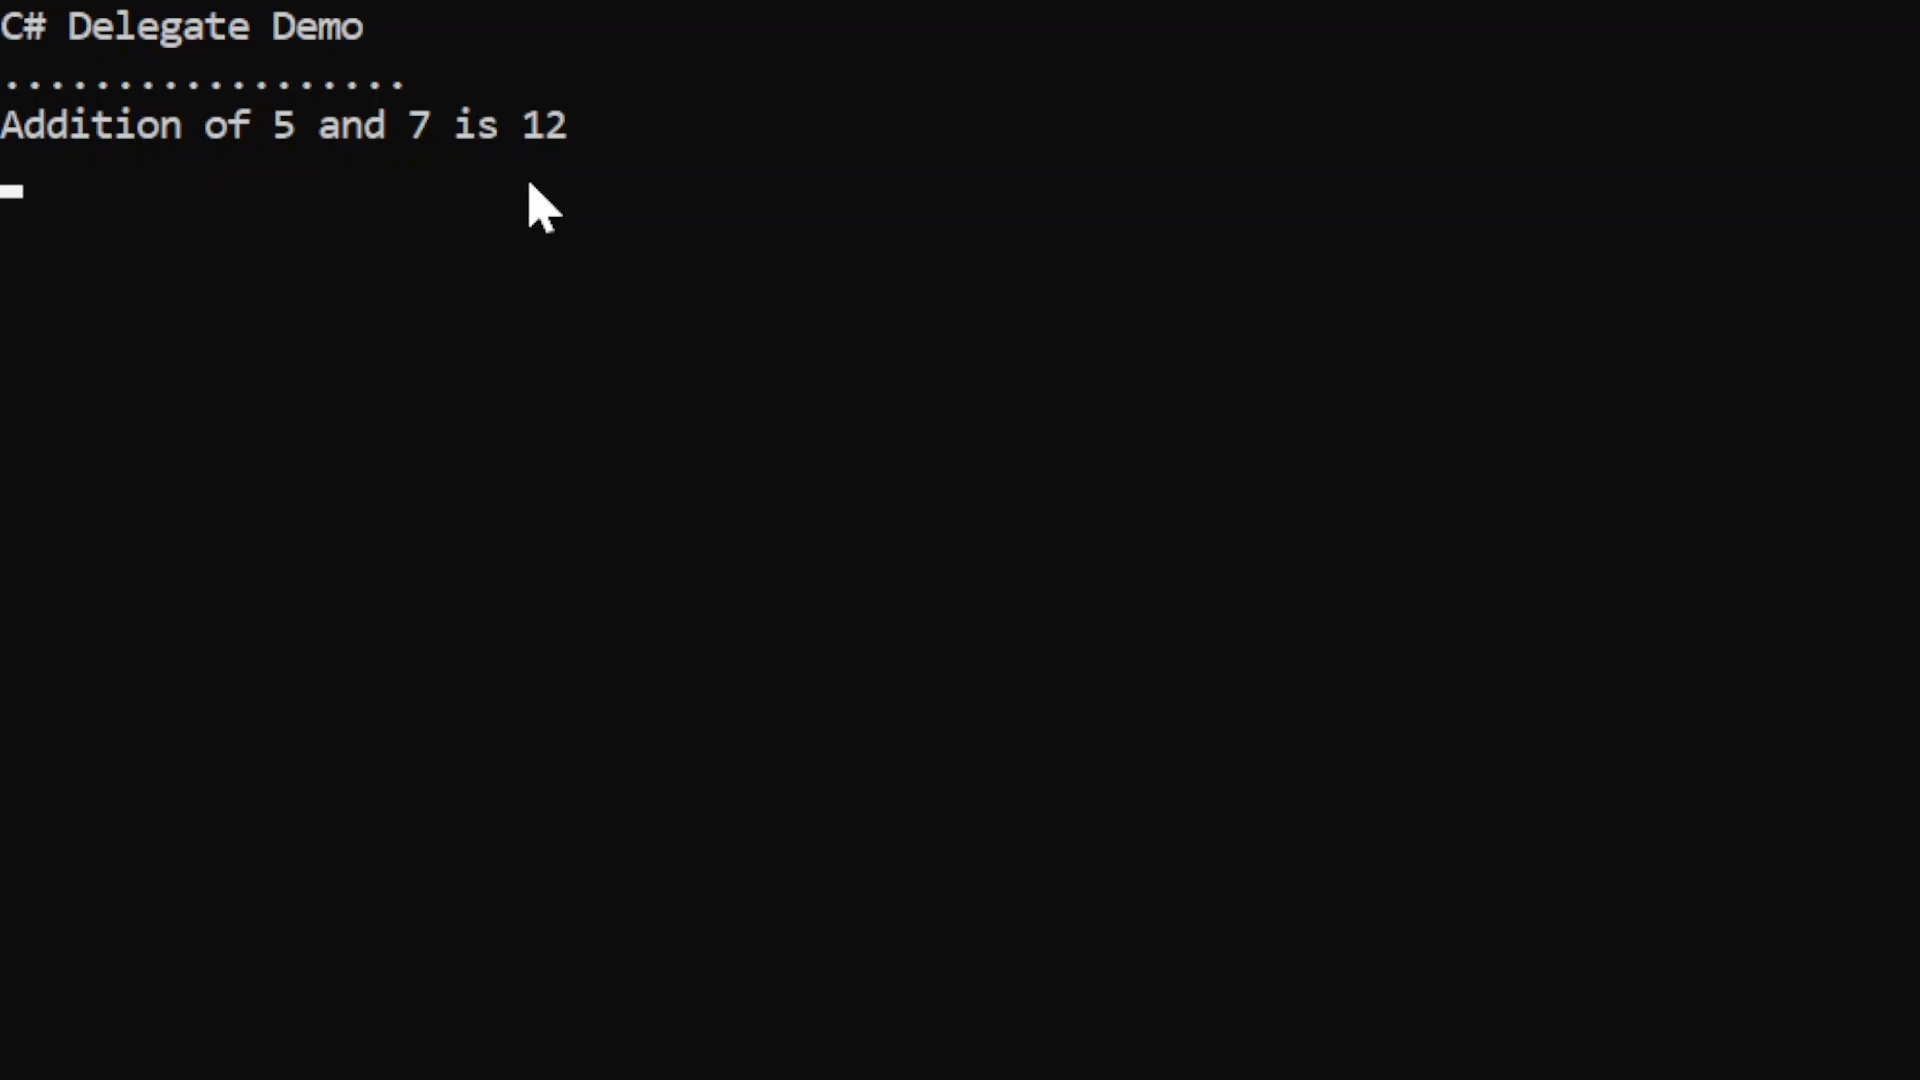 C# Delegate Demo
..................
Addition of 5 and 7 is 12